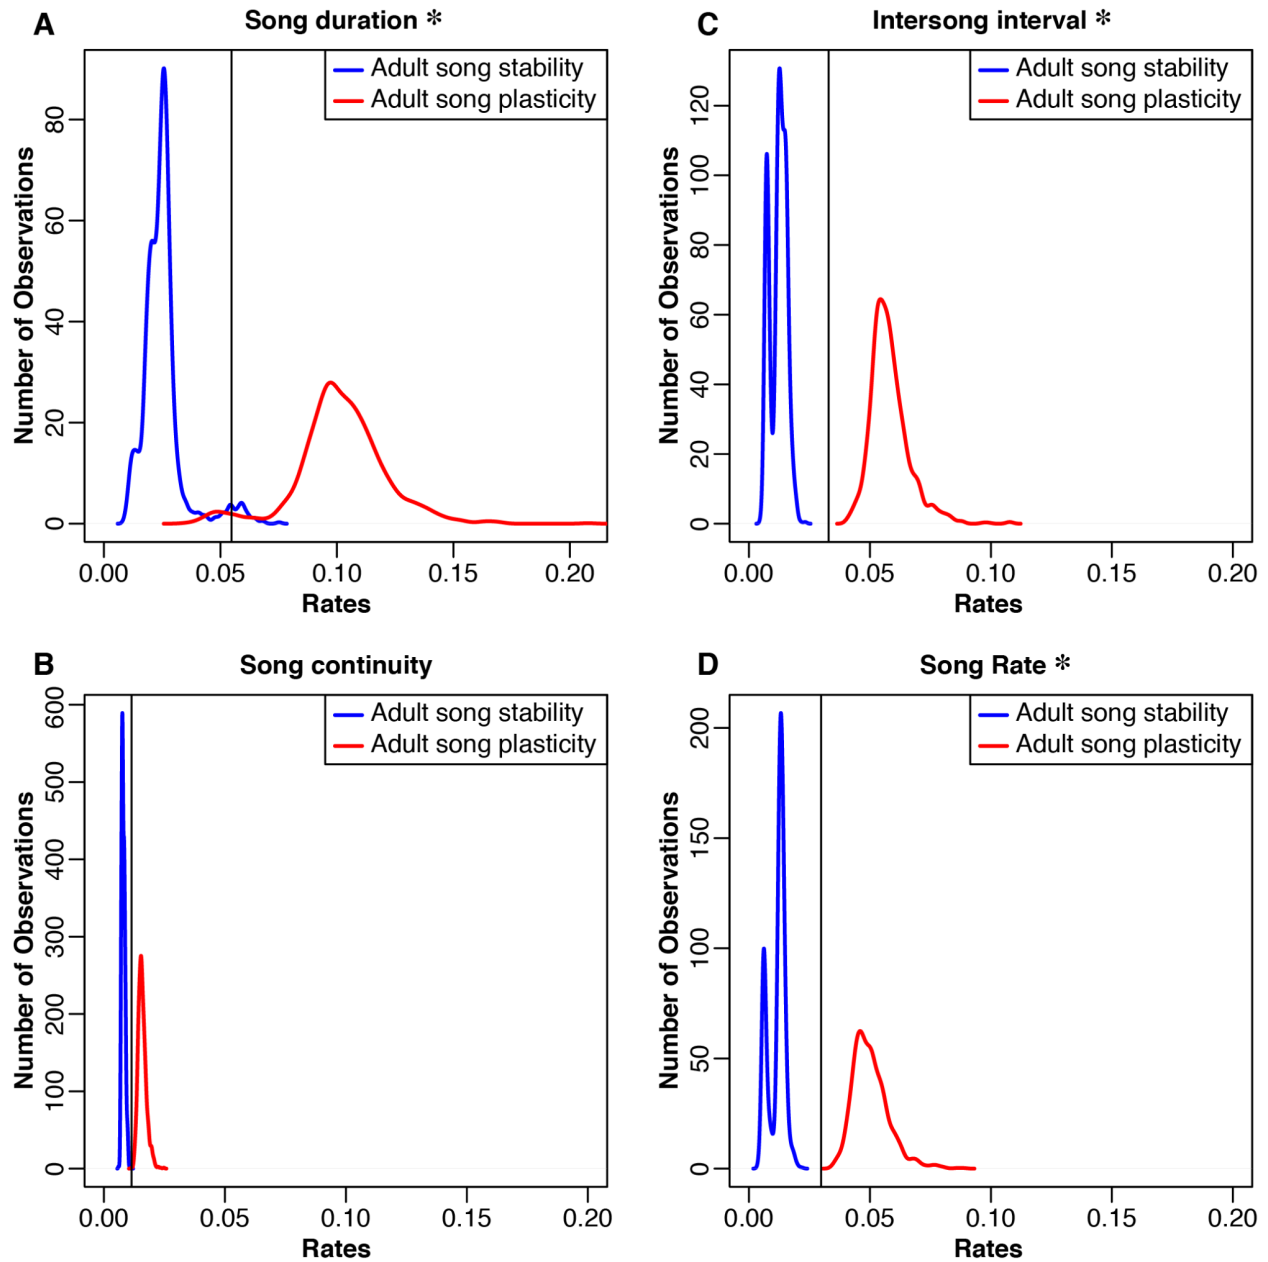 A
Song duration *
Adult song stability
Adult song plasticity
Number of Observations
0
20
40
60
80
0.00 0.05 0.10 0.15 0.20
Rates
C
Intersong interval *
Adult song stability
Adult song plasticity
Number of Observations
0
20
40
60
80
100
120
0.00 0.05 0.10 0.15 0.20
Rates
B
Song continuity
Adult song stability
Adult song plasticity
Number of Observations
0
100
200
300
400
500
600
0.00 0.05 0.10 0.15 0.20
Rates
D
Song Rate *
Adult song stability
Adult song plasticity
Number of Observations
0
50
100
150
200
0.00 0.05 0.10 0.15 0.20
Rates